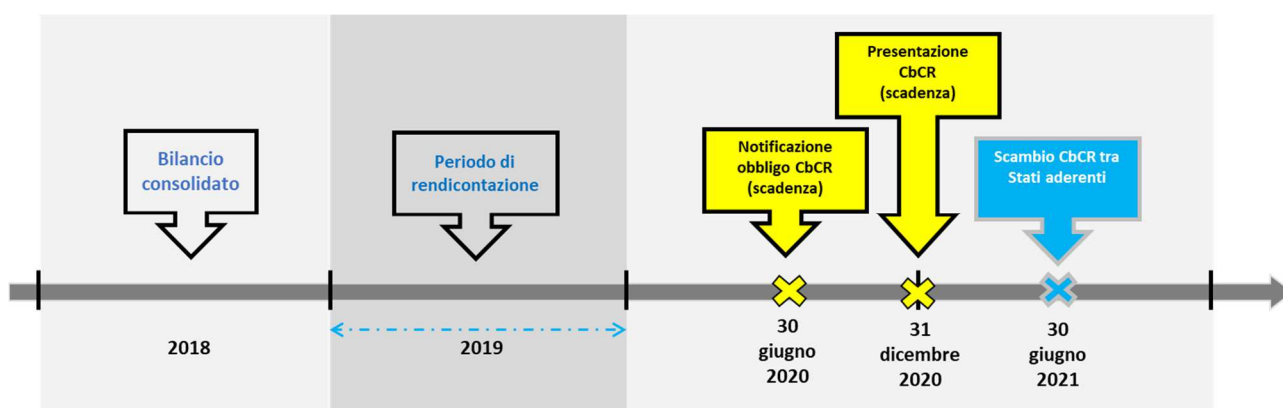 Bilancio
consolidato
Periodo di
rendicontazione
Notificazione
obbligo CbCR
(scadenza)
Presentazione
CbCR
(scadenza)
Scambio CbCR tra
Stati aderenti
2018
2019
30
giugno
2020
31
dicembre
2020
30
giugno
2021